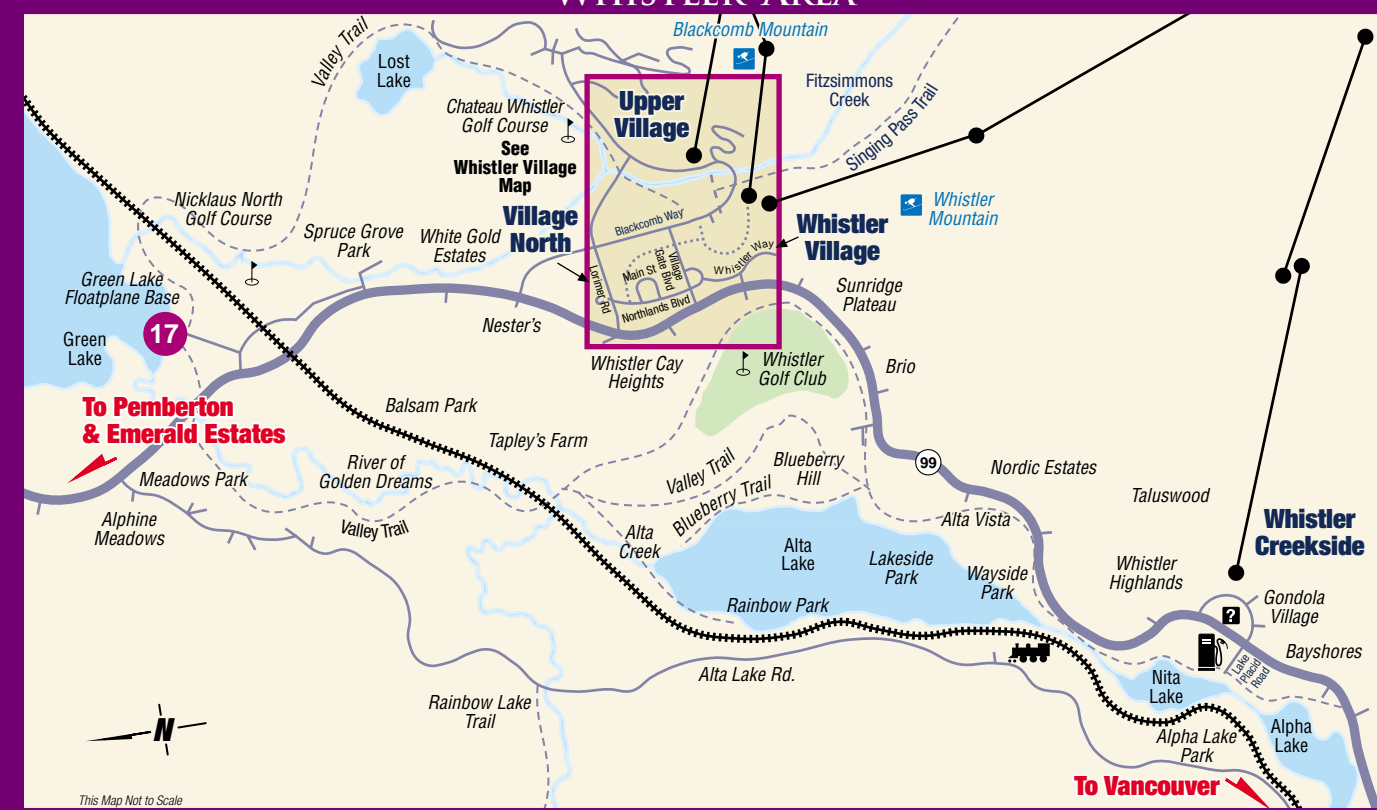 WHISTLER AREA
Blackcomb Mountain
Valley Trail
Lost
Lake
Fitzsimmons
Creek
Upper
Village
Chateau Whistler
Golf Course
See
Whistler Village
Map
Singing Pass Trail
Whistler
Mountain
Nicklaus North
Golf Course
Spruce Grove
Park
White Gold
Estates
Village
North
Blackcomb Way
Whistler
Village
Main St
Village
Gate Blvd
Whistler Way
Lorimer Rd
Northlands Blvd
Green Lake
Floatplane Base
17
Green
Lake
Nester's
Sunridge
Plateau
Whistler Cay
Heights
Whistler
Golf Club
Brio
To Pemberton
& Emerald Estates
Balsam Park
Tapley's Farm
Meadows Park
River of
Golden Dreams
Valley Trail
Blueberry
Hill
99
Nordic Estates
Blueberry Trail
Taluswood
Alphine
Meadows
Valley Trail
Alta
Creek
Alta Vista
Whistler
Creekside
Alta
Lake
Lakeside
Park
Wayside
Park
Whistler
Highlands
Rainbow Park
Gondola
Village
?
Bayshores
Lake
Placid
Road
Alta Lake Rd.
Nita
Lake
Rainbow Lake
Trail
N
Alpha Lake
Park
Alpha
Lake
To Vancouver
This Map Not to Scale